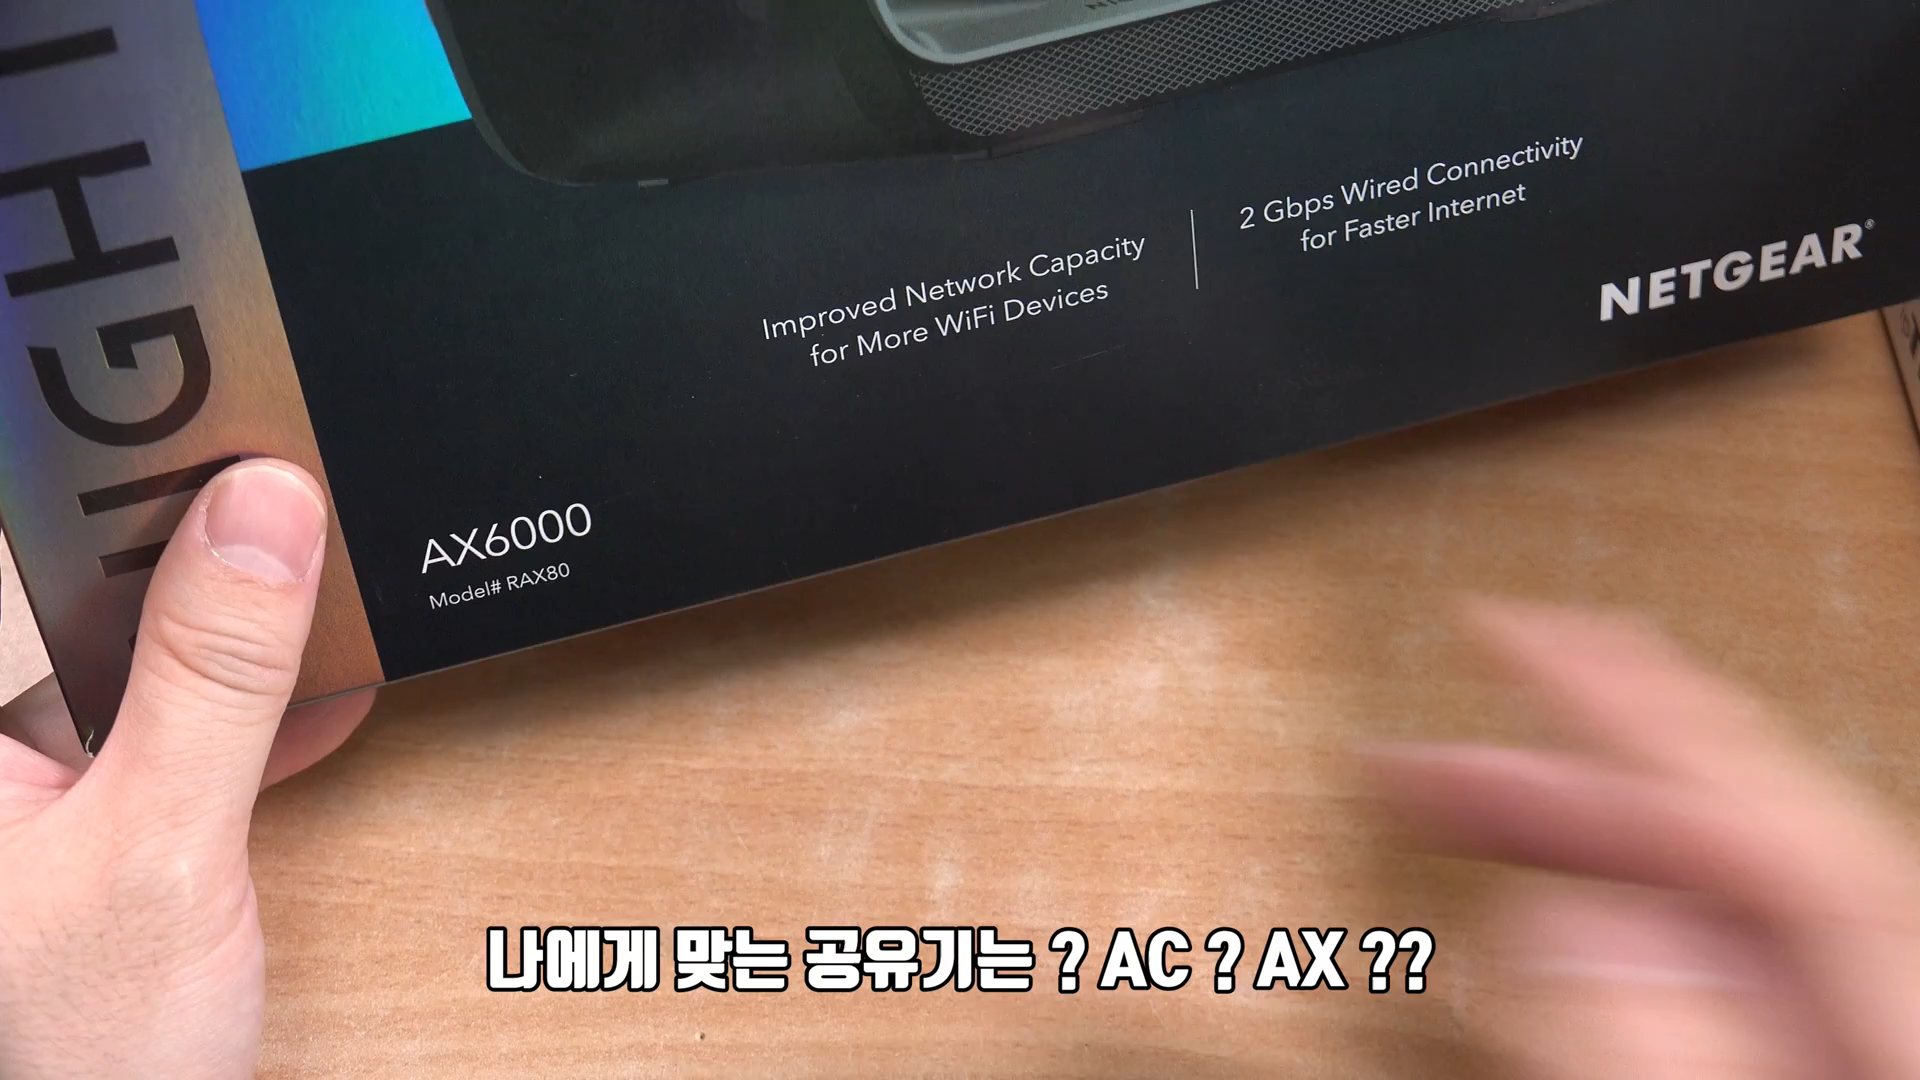 Improved Network Capacity
for More WiFi Devices
2 Gbps Wired Connectivity
for Faster Internet
NETGEAR®
AX6000
Model# RAX80
나에게 맞는 공유기는 ? AC ? AX ??